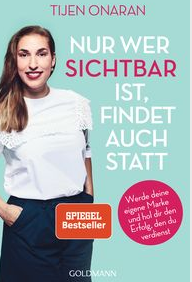 TIJEN ONARAN
NUR WER
SICHTBAR
IST, FINDET
AUCH
STATT
Werde deine
eigene Marke
und hol dir den
Erfolg, den du
verdienst
SPIEGEL
Bestseller
GOLDMANN